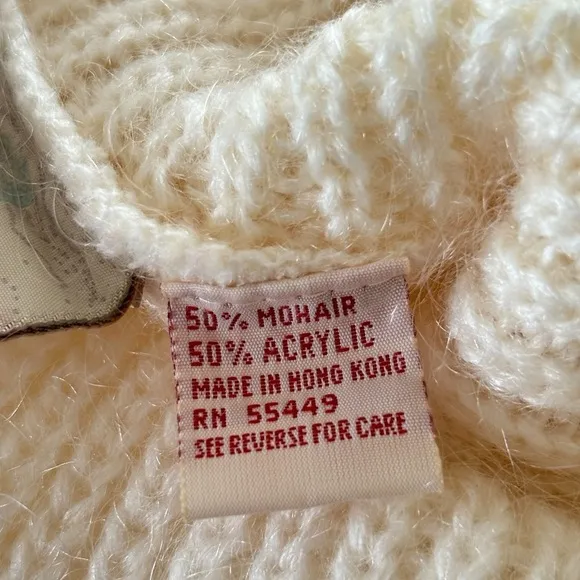 50% MOHAIR
50% ACRYLIC
MADE IN HONG KONG
RN 55449
SEE REVERSE FOR CARE